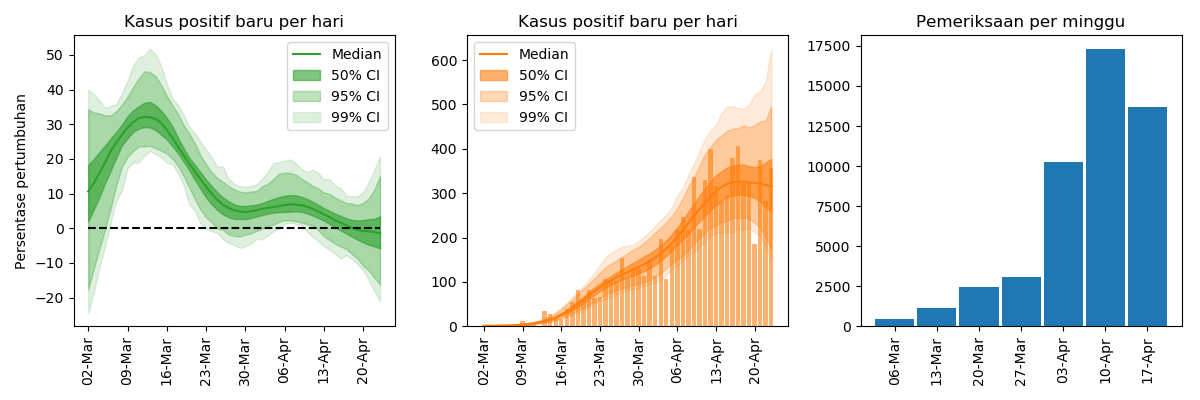 Kasus positif baru per hari
Persentase pertumbuhan
50
40
30
20
10
0
−10
−20
Median
50% CI
95% CI
99% CI
02-Mar
09-Mar
16-Mar
23-Mar
30-Mar
06-Apr
13-Apr
20-Apr
Kasus positif baru per hari
600
500
400
300
200
100
0
Median
50% CI
95% CI
99% CI
02-Mar
09-Mar
16-Mar
23-Mar
30-Mar
06-Apr
13-Apr
20-Apr
Pemeriksaan per minggu
17500
15000
12500
10000
7500
5000
2500
0
06-Mar
13-Mar
20-Mar
27-Mar
03-Apr
10-Apr
17-Apr